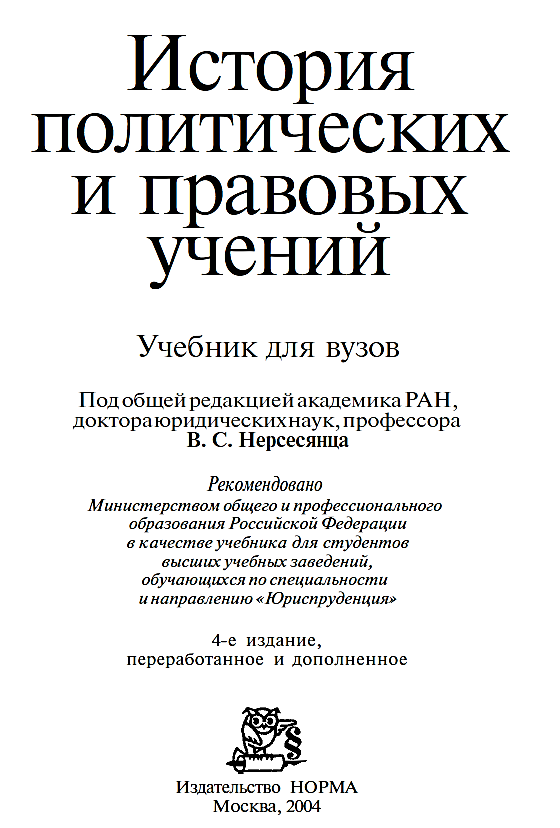 История
политических
и правовых
учений
Учебник для вузов
Под общей редакцией академика РАН,
доктора юридических наук, профессора
В. С. Нерсесянца
Рекомендовано
Министерством общего и профессионального
образования Российской Федерации
в качестве учебника для студентов
высших учебных заведений,
обучающихся по специальности
и направлению «Юриспруденция»
4-е издание,
переработанное и дополненное
§
Издательство НОРМА
Москва, 2004